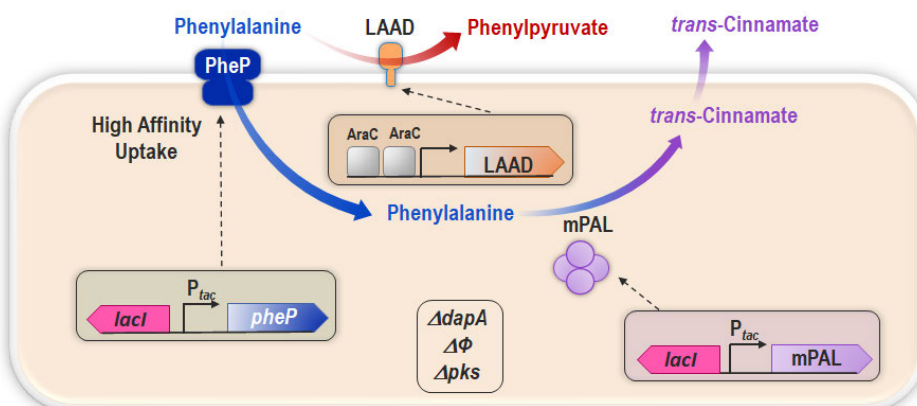 Phenylalanine
LAAD
Phenylpyruvate
trans-Cinnamate
PheP
High Affinity
Uptake
AraC AraC
LAAD
trans-Cinnamate
Phenylalanine
mPAL
Ptac
lacI pheP
ΔdapA
ΔΦ
Δpks
Ptac
lacI mPAL